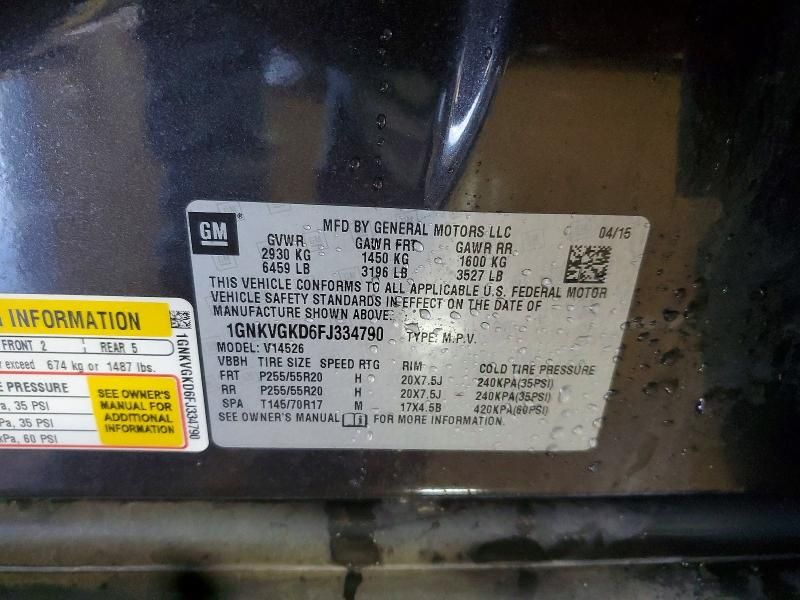 GM
MFD BY GENERAL MOTORS LLC 04/15
GVWR GAWR FRT GAWR RR
2930 KG 1450 KG 1600 KG
6459 LB 3196 LB 3527 LB
THIS VEHICLE CONFORMS TO ALL APPLICABLE U.S. FEDERAL MOTOR
VEHICLE SAFETY STANDARDS IN EFFECT ON THE DATE OF
MANUFACTURE SHOWN ABOVE.
1GNKVGKD6FJ334790 TYPE: M.P.V.
MODEL: V14526
VBBH TIRE SIZE SPEED RTG RIM COLD TIRE PRESSURE
FRT P255/55R20 H 20X7.5J 240KPA(35PSI)
RR P255/55R20 H 20X7.5J 240KPA(35PSI)
SPA T145/70R17 M 17X4.5B 420KPA(60PSI)
SEE OWNER'S MANUAL FOR MORE INFORMATION.
INFORMATION
FRONT 2 REAR 5
exceed 674 kg or 1487 lbs.
PRESSURE
a, 35 PSI
Pa, 35 PSI
kPa, 60 PSI
SEE OWNER'S
MANUAL FOR
ADDITIONAL
INFORMATION
1GNKVGKD6FJ334790